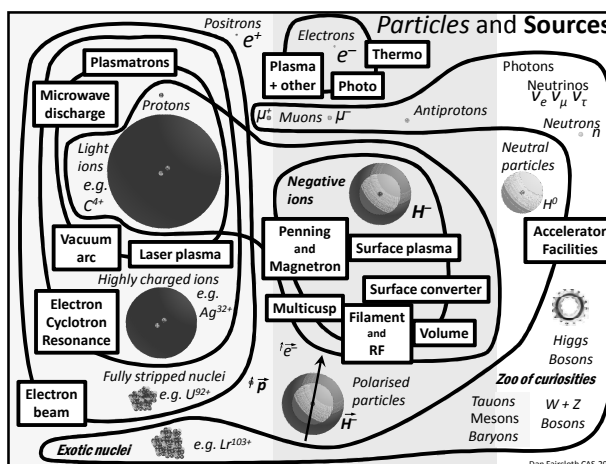 Particles and Sources
Positrons
e⁺
Electrons
e⁻
Thermo
Plasma
+ other
Photo
Plasmatrons
Microwave
discharge
Protons
Photons
Neutrinos
νₑ νμ ντ
Neutrons
n
μ⁺ Muons μ⁻
Antiprotons
Light
ions
e.g.
C⁴⁺
Neutral
particles
H⁰
Negative
ions
H⁻
Vacuum
arc
Laser plasma
Penning
and
Magnetron
Surface plasma
Accelerator
Facilities
Highly charged ions
e.g.
Ag³²⁺
Electron
Cyclotron
Resonance
Surface converter
Multicusp
Filament
and
RF
Volume
Higgs
Bosons
Fully stripped nuclei
e.g. U⁹²⁺
Electron
beam
Polarised
particles
Zoo of curiosities
Tauons
Mesons
Baryons
W + Z
Bosons
Exotic nuclei
e.g. Lr¹⁰³⁺